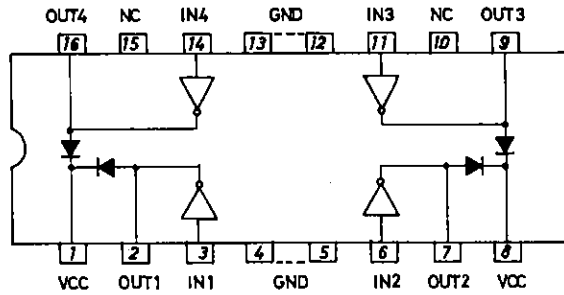 OUT4 NC IN4 GND IN3 NC OUT3
16 15 14 13 12 11 10 9
1 2 3 4 5 6 7 8
VCC OUT1 IN1 GND IN2 OUT2 VCC